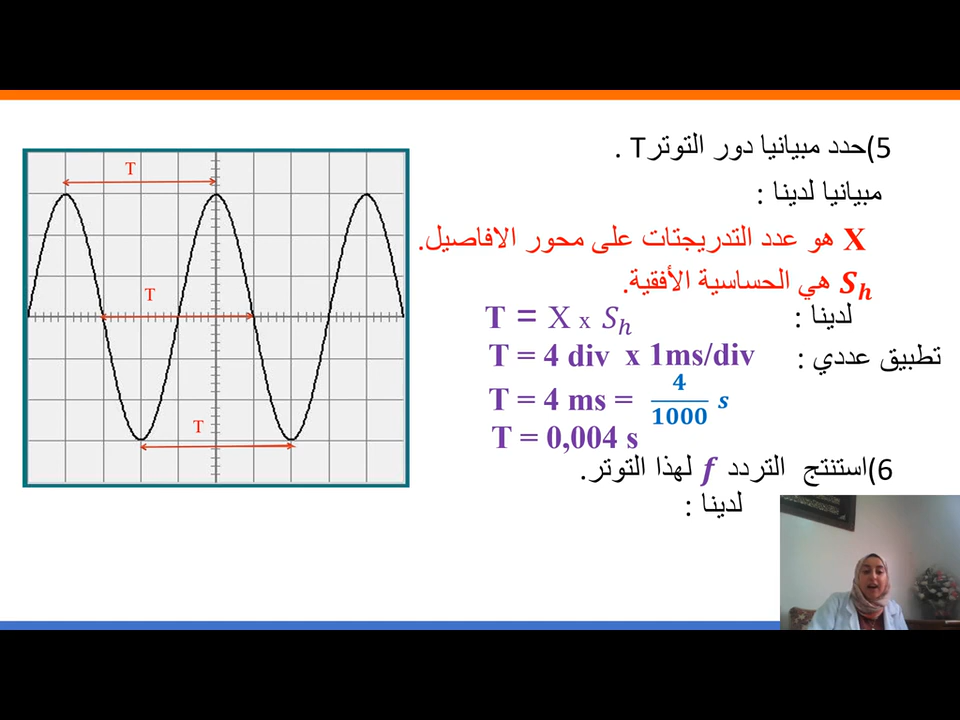 5)حدد مبيانيا دور التوترT .
مبيانيا لدينا :
X هو عدد التدريجتات على محور الافاصيل.
Sh هي الحساسية الأفقية.
لدينا :
T = X x Sh
تطبيق عددي :
T = 4 div x 1ms/div
T = 4 ms = 4/1000 s
T = 0,004 s
6)استنتج التردد f لهذا التوتر.
لدينا :
T
T
T